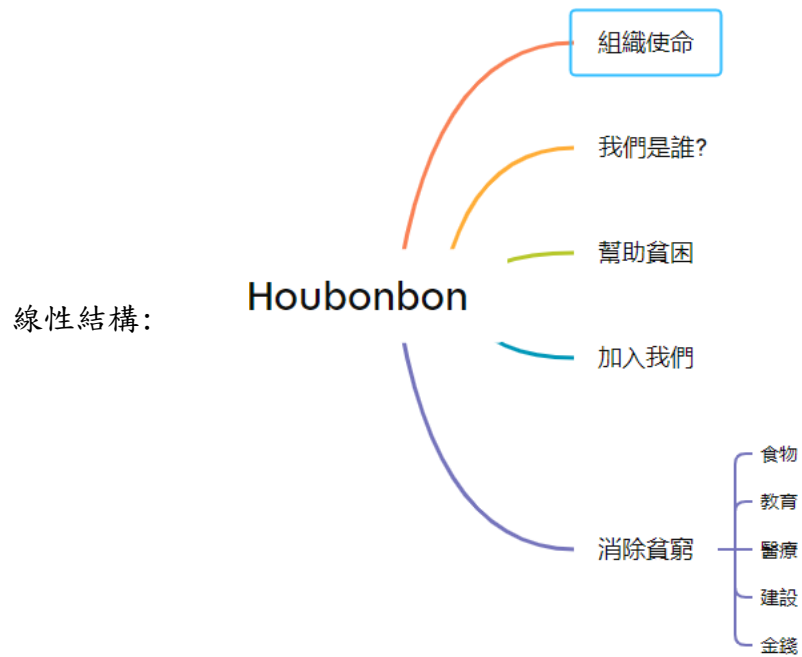 線性結構:
Houbonbon
組織使命
我們是誰?
幫助貧困
加入我們
消除貧窮
食物
教育
醫療
建設
金錢